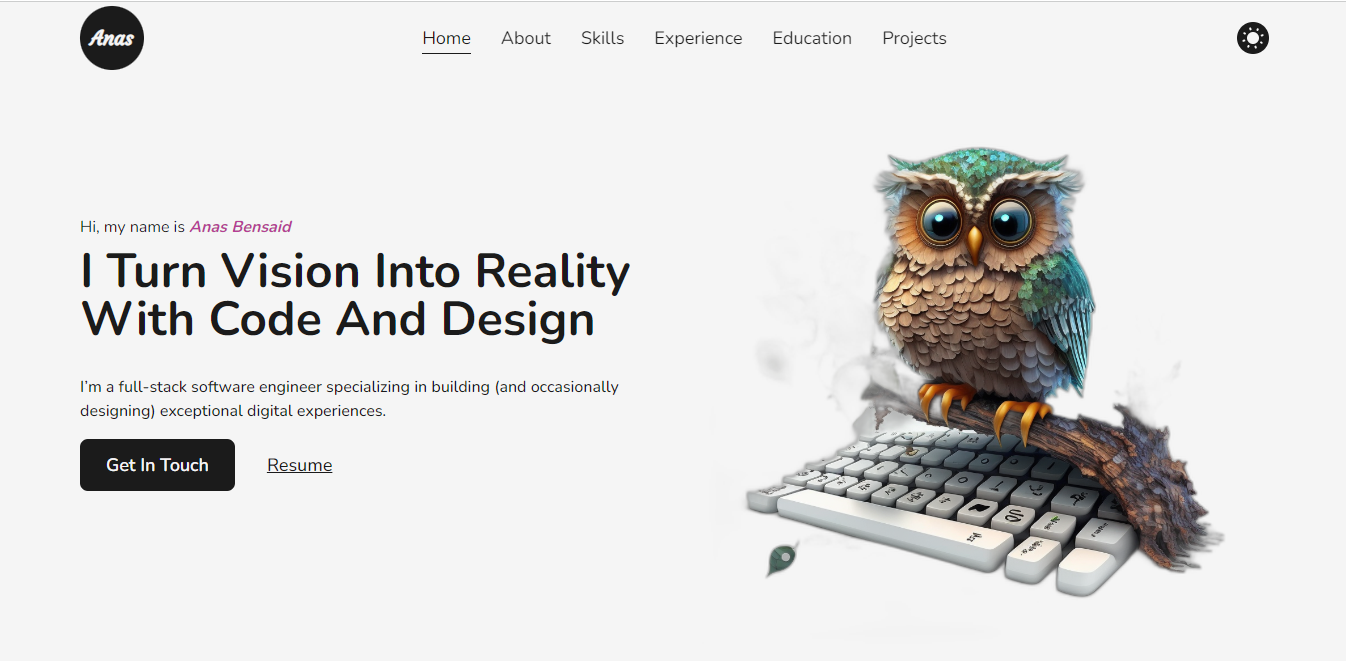 Anas
Home About Skills Experience Education Projects
Hi, my name is Anas Bensaid
I Turn Vision Into Reality
With Code And Design
I'm a full-stack software engineer specializing in building (and occasionally
designing) exceptional digital experiences.
Get In Touch Resume